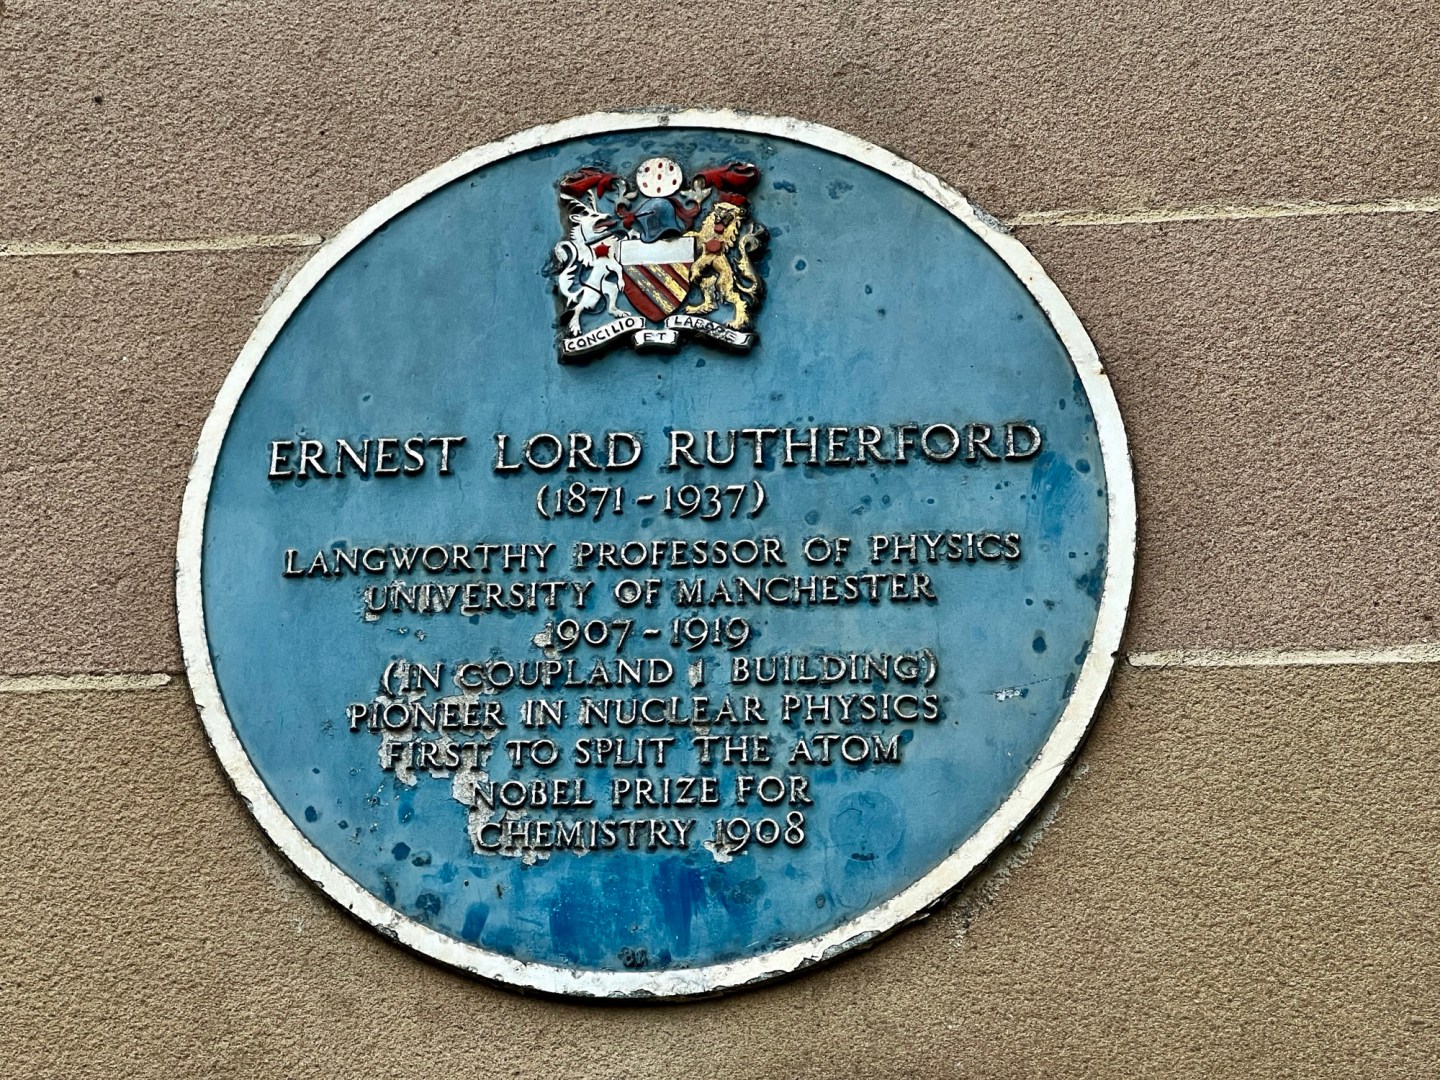 CONCILIO ET LABORE
ERNEST LORD RUTHERFORD
(1871-1937)
LANGWORTHY PROFESSOR OF PHYSICS
UNIVERSITY OF MANCHESTER
1907-1919
(IN COUPLAND 1 BUILDING)
PIONEER IN NUCLEAR PHYSICS
FIRST TO SPLIT THE ATOM
NOBEL PRIZE FOR
CHEMISTRY 1908